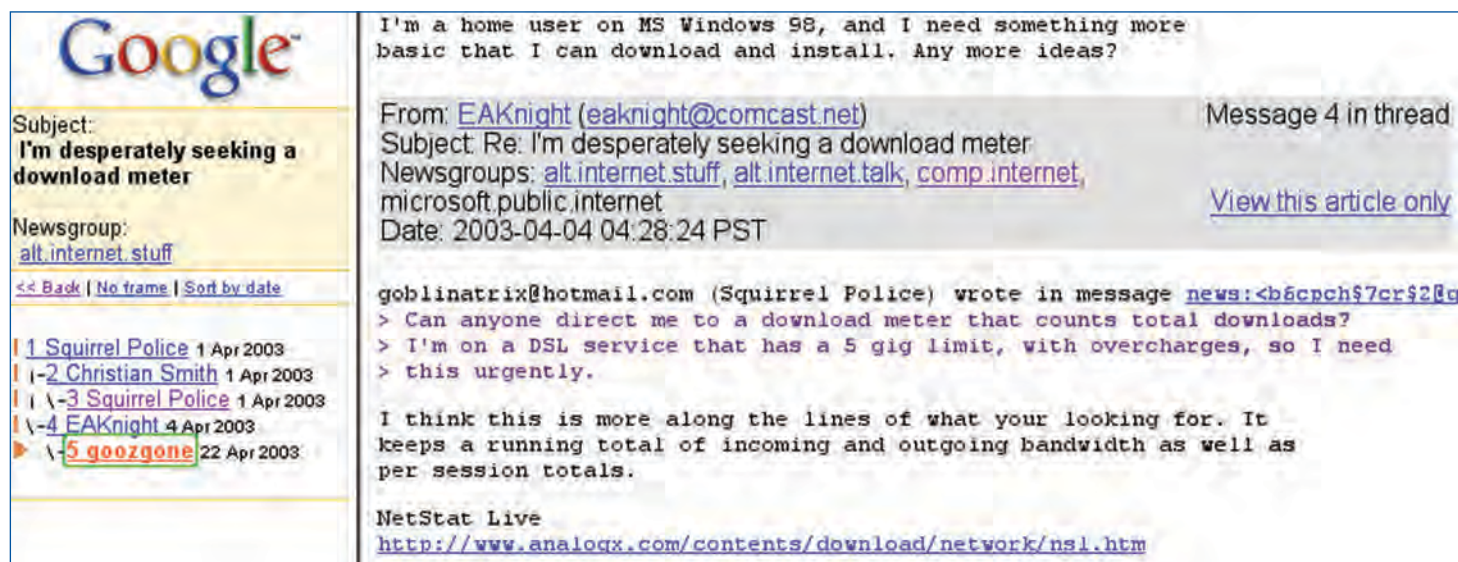 Google™
Subject:
I'm desperately seeking a
download meter
Newsgroup:
alt.internet.stuff
<< Back | No frame | Sort by date
1 Squirrel Police 1 Apr 2003
|-2 Christian Smith 1 Apr 2003
| \-3 Squirrel Police 1 Apr 2003
\-4 EAKnight 4 Apr 2003
\-5 goozgone 22 Apr 2003
I'm a home user on MS Windows 98, and I need something more
basic that I can download and install. Any more ideas?
From: EAKnight (eaknight@comcast.net) Message 4 in thread
Subject: Re: I'm desperately seeking a download meter
Newsgroups: alt.internet.stuff, alt.internet.talk, comp.internet,
microsoft.public.internet View this article only
Date: 2003-04-04 04:28:24 PST
goblinatrix@hotmail.com (Squirrel Police) wrote in message
> Can anyone direct me to a download meter that counts total downloads?
> I'm on a DSL service that has a 5 gig limit, with overcharges, so I need
> this urgently.
I think this is more along the lines of what your looking for. It
keeps a running total of incoming and outgoing bandwidth as well as
per session totals.
NetStat Live
http://www.analogx.com/contents/download/network/nsl.htm